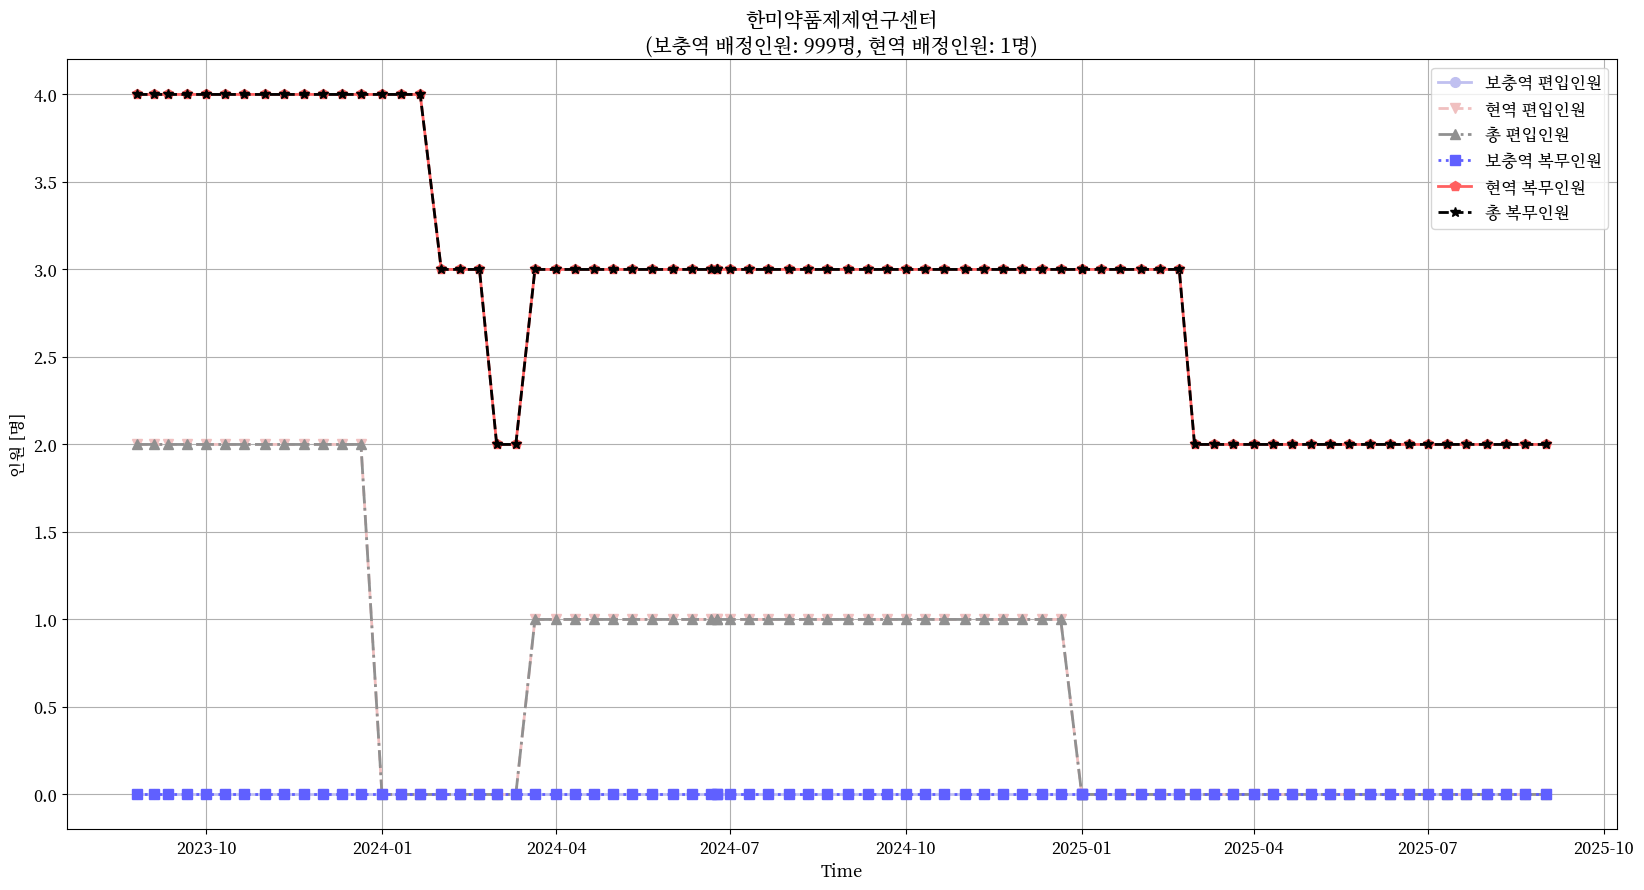 한미약품제제연구센터
(보충역 배정인원: 999명, 현역 배정인원: 1명)
보충역 편입인원
현역 편입인원
총 편입인원
보충역 복무인원
현역 복무인원
총 복무인원
인원 [명]
4.0
3.5
3.0
2.5
2.0
1.5
1.0
0.5
0.0
2023-10
2024-01
2024-04
2024-07
2024-10
2025-01
2025-04
2025-07
2025-10
Time